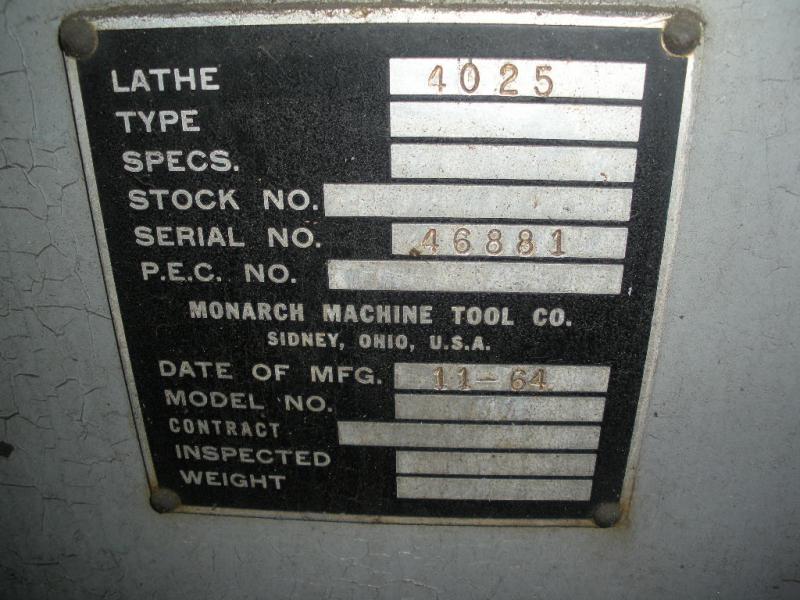 LATHE 4025
TYPE
SPECS.
STOCK NO.
SERIAL NO. 46881
P.E.C. NO.
MONARCH MACHINE TOOL CO.
SIDNEY, OHIO, U.S.A.
DATE OF MFG. 11-64
MODEL NO.
CONTRACT
INSPECTED
WEIGHT